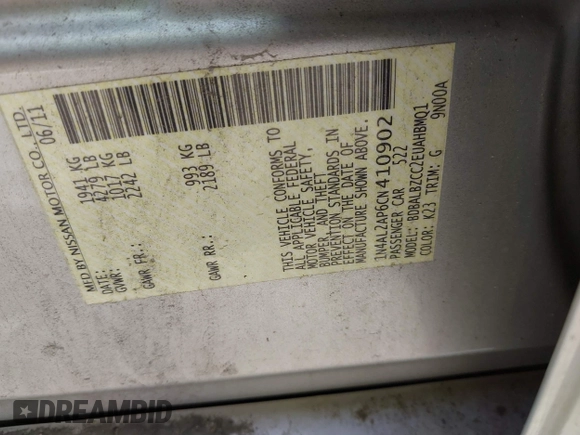 MFD BY NISSAN MOTOR CO., LTD.
DATE: 06/11
GVWR: 1941 KG
4279 LB
GAWR FR: 1017 KG
2242 LB
GAWR RR: 993 KG
2189 LB
THIS VEHICLE CONFORMS TO
ALL APPLICABLE FEDERAL
MOTOR VEHICLE SAFETY,
BUMPER, AND THEFT
PREVENTION STANDARDS IN
EFFECT ON THE DATE OF
MANUFACTURE SHOWN ABOVE.
1N4AL2AP6CN410902
PASSENGER CAR 522
MODEL: BDBALBZCC2EUAHBMQ1
COLOR: K23 TRIM: G 9N00A
DREAMBID